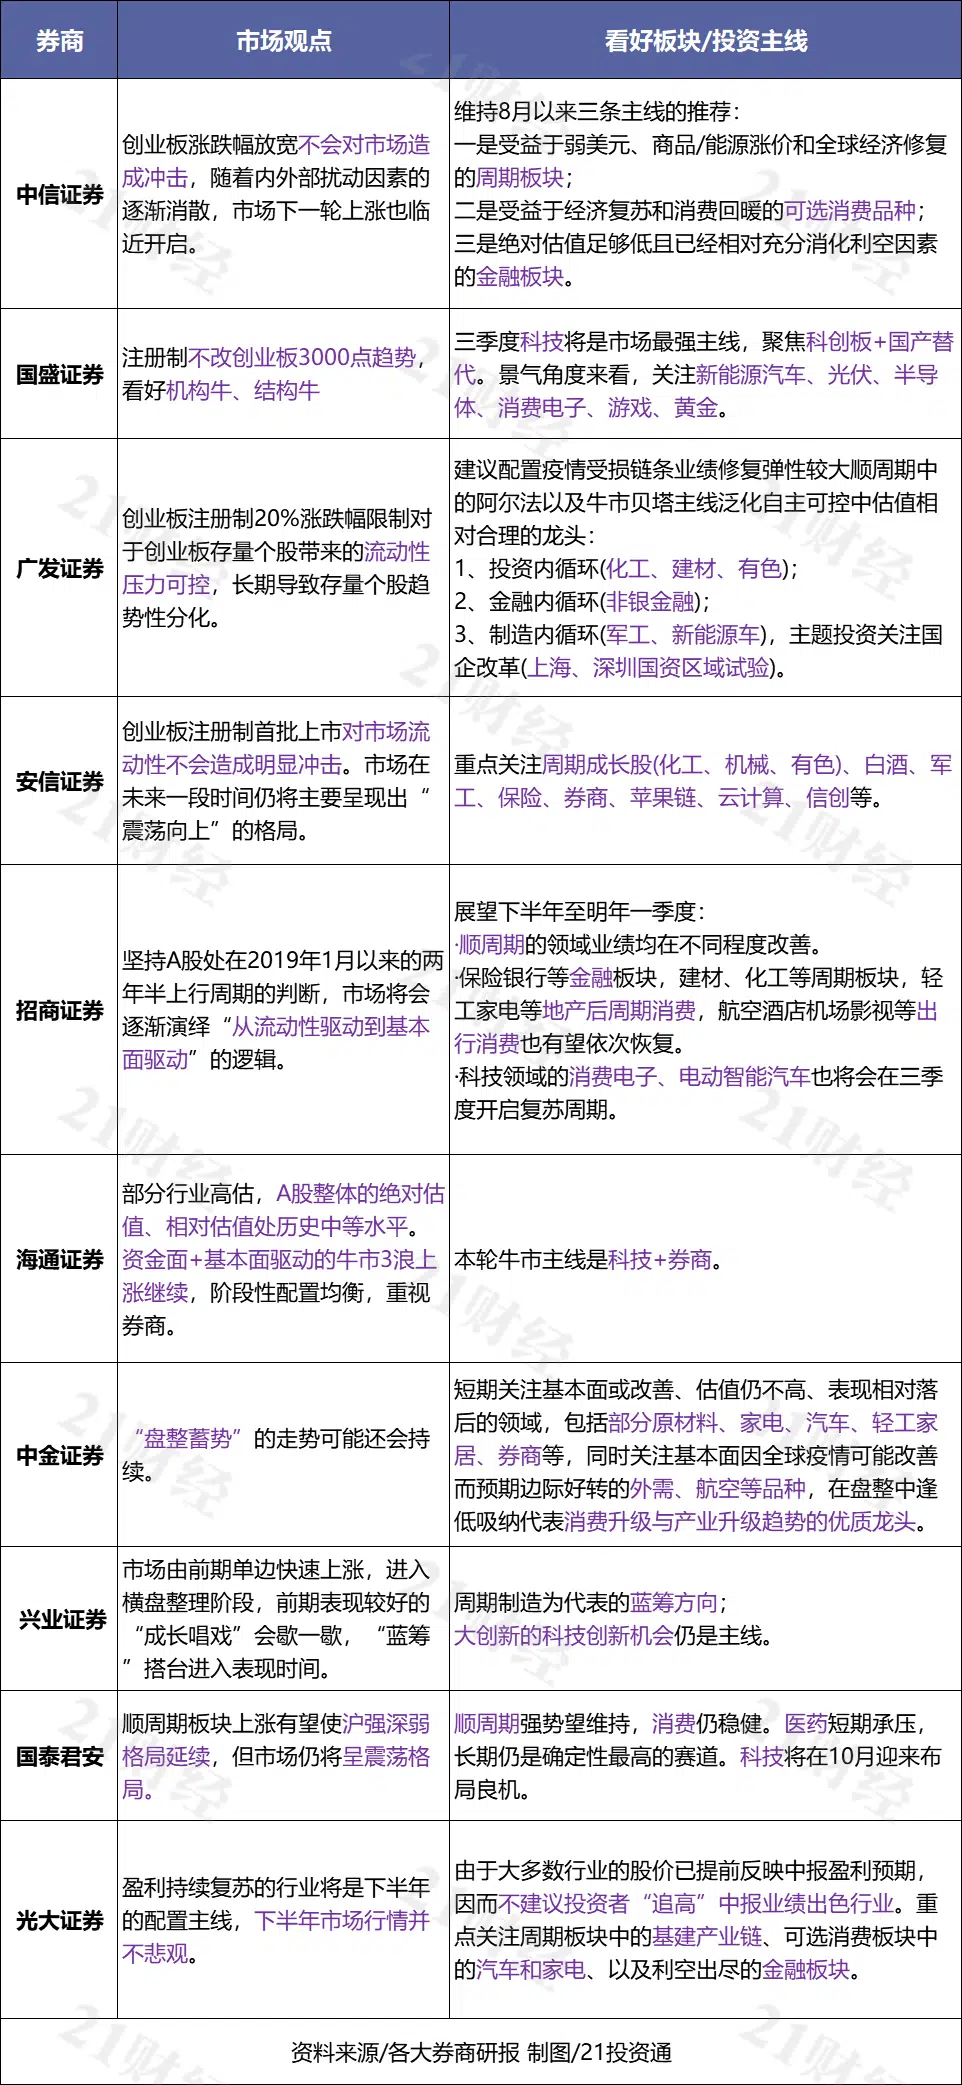 券商 市场观点 看好板块/投资主线
中信证券
创业板涨跌幅放宽不会对市场造
成冲击，随着内外部扰动因素的
逐渐消散，市场下一轮上涨也临
近开启。
维持8月以来三条主线的推荐：
一是受益于弱美元、商品/能源涨价和全球经济修复
的周期板块；
二是受益于经济复苏和消费回暖的可选消费品种；
三是绝对估值足够低且已经相对充分消化利空因素
的金融板块。
国盛证券
注册制不改创业板3000点趋势，
看好机构牛、结构牛
三季度科技将是市场最强主线，聚焦科创板+国产替
代。景气角度来看，关注新能源汽车、光伏、半导
体、消费电子、游戏、黄金。
广发证券
创业板注册制20%涨跌幅限制对
于创业板存量个股带来的流动性
压力可控，长期导致存量个股趋
势性分化。
建议配置疫情受损链条业绩修复弹性较大顺周期中
的阿尔法以及牛市贝塔主线泛化自主可控中估值相
对合理的龙头：
1、投资内循环(化工、建材、有色)；
2、金融内循环(非银金融)；
3、制造内循环(军工、新能源车)，主题投资关注国
企改革(上海、深圳国资区域试验)。
安信证券
创业板注册制首批上市对市场流
动性不会造成明显冲击。市场在
未来一段时间仍将主要呈现出“
震荡向上”的格局。
重点关注周期成长股(化工、机械、有色)、白酒、军
工、保险、券商、苹果链、云计算、信创等。
招商证券
坚持A股处在2019年1月以来的两
年半上行周期的判断，市场将会
逐渐演绎“从流动性驱动到基本
面驱动”的逻辑。
展望下半年至明年一季度：
·顺周期的领域业绩均在不同程度改善。
·保险银行等金融板块，建材、化工等周期板块，轻
工家电等地产后周期消费，航空酒店机场影视等出
行消费也有望依次恢复。
·科技领域的消费电子、电动智能汽车也将会在三季
度开启复苏周期。
海通证券
部分行业高估，A股整体的绝对估
值、相对估值处历史中等水平。
资金面+基本面驱动的牛市3浪上
涨继续，阶段性配置均衡，重视
券商。
本轮牛市主线是科技+券商。
中金证券
“盘整蓄势”的走势可能还会持
续。
短期关注基本面或改善、估值仍不高、表现相对落
后的领域，包括部分原材料、家电、汽车、轻工家
居、券商等，同时关注基本面因全球疫情可能改善
而预期边际好转的外需、航空等品种，在盘整中逢
低吸纳代表消费升级与产业升级趋势的优质龙头。
兴业证券
市场由前期单边快速上涨，进入
横盘整理阶段，前期表现较好的
“成长唱戏”会歇一歇，“蓝筹
”搭台进入表现时间。
周期制造为代表的蓝筹方向；
大创新的科技创新机会仍是主线。
国泰君安
顺周期板块上涨有望使沪强深弱
格局延续，但市场仍将呈震荡格
局。
顺周期强势望维持，消费仍稳健。医药短期承压，
长期仍是确定性最高的赛道。科技将在10月迎来布
局良机。
光大证券
盈利持续复苏的行业将是下半年
的配置主线，下半年市场行情并
不悲观。
由于大多数行业的股价已提前反映中报盈利预期，
因而不建议投资者“追高”中报业绩出色行业。重
点关注周期板块中的基建产业链、可选消费板块中
的汽车和家电、以及利空出尽的金融板块。
资料来源/各大券商研报 制图/21投资通
21财经